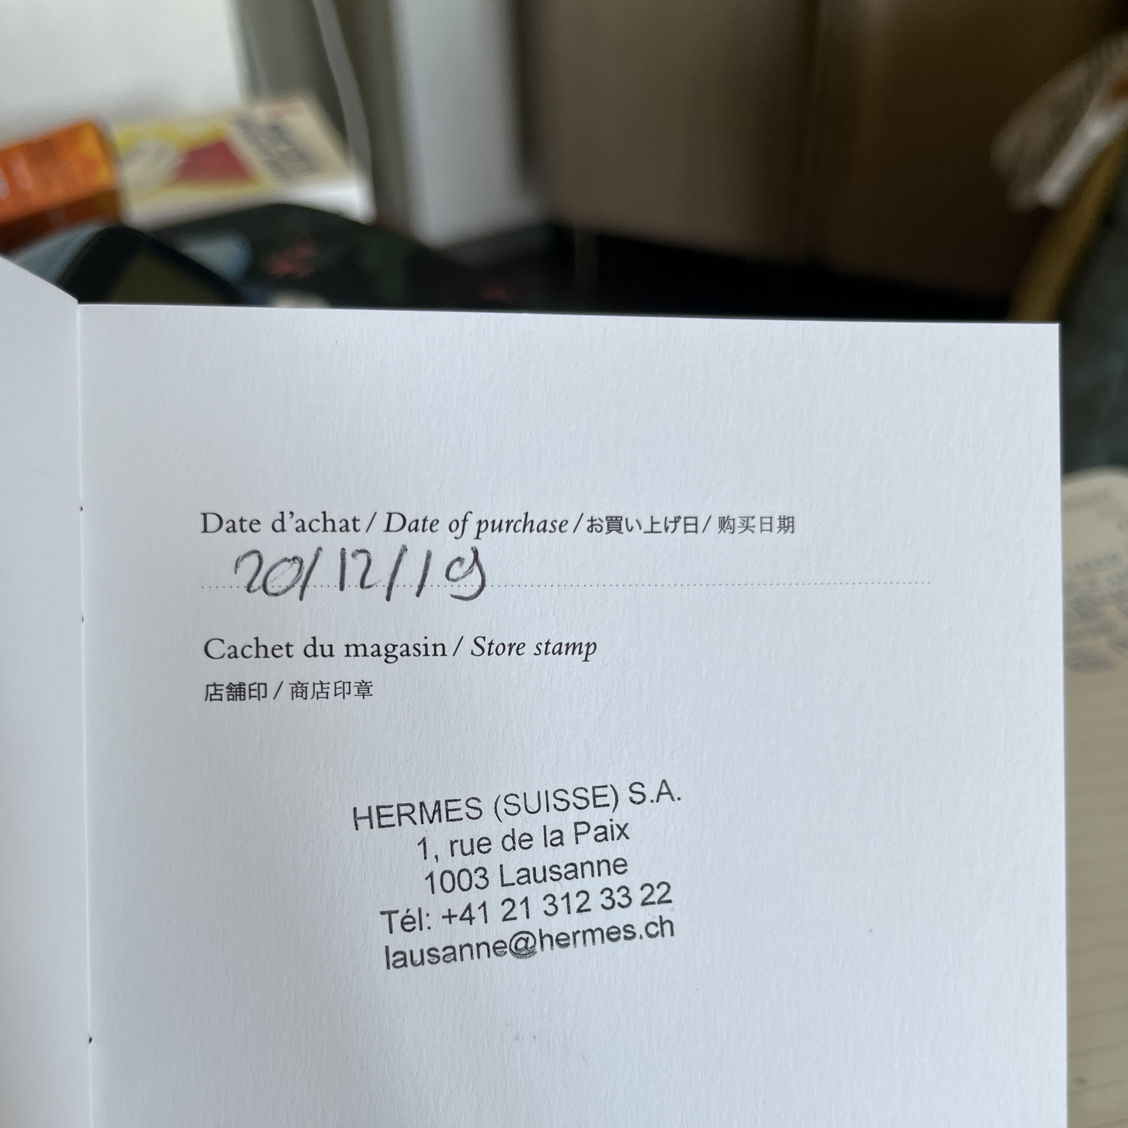 Date d'achat / Date of purchase / お買い上げ日 / 购买日期
20/12/19
Cachet du magasin / Store stamp
店舗印 / 商店印章
HERMES (SUISSE) S.A.
1, rue de la Paix
1003 Lausanne
Tél: +41 21 312 33 22
lausanne@hermes.ch